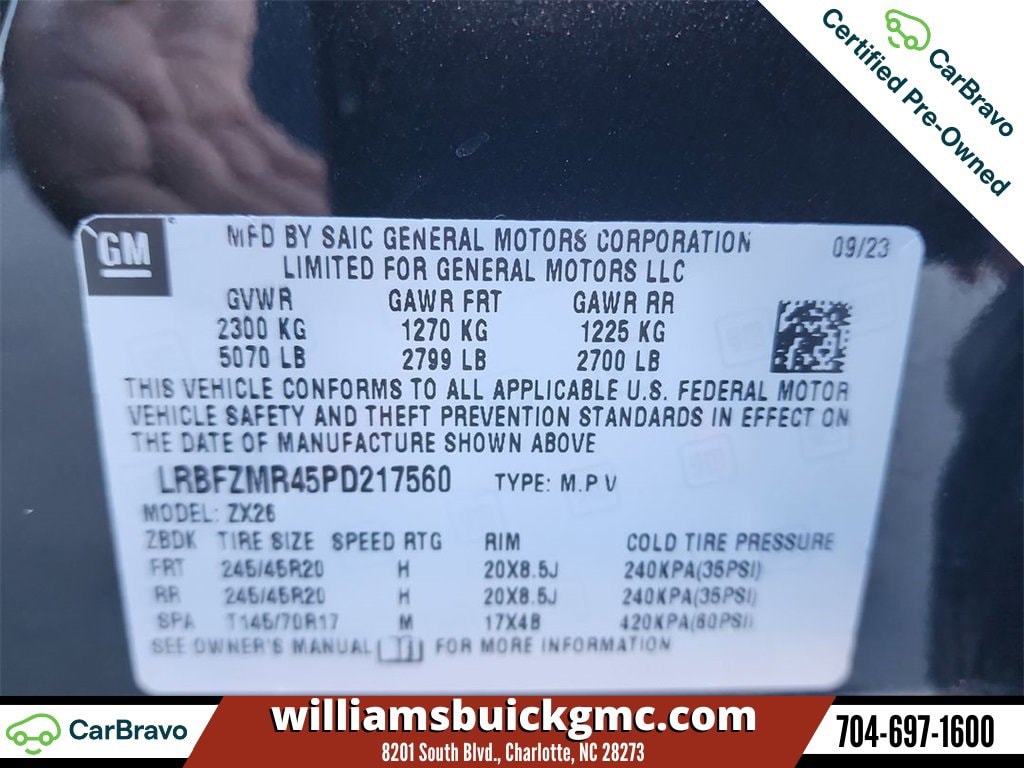 Certified Pre-Owned
CarBravo
GM
MFD BY SAIC GENERAL MOTORS CORPORATION
09/23
LIMITED FOR GENERAL MOTORS LLC
GVWR GAWR FRT GAWR RR
2300 KG 1270 KG 1225 KG
5070 LB 2799 LB 2700 LB
THIS VEHICLE CONFORMS TO ALL APPLICABLE U.S. FEDERAL MOTOR
VEHICLE SAFETY AND THEFT PREVENTION STANDARDS IN EFFECT ON
THE DATE OF MANUFACTURE SHOWN ABOVE
LRBFZMR45PD217560 TYPE: M.P V
MODEL: ZX26
ZBDK TIRE SIZE SPEED RTG RIM COLD TIRE PRESSURE
FRT 245/45R20 H 20X8.5J 240KPA(35PSI)
RR 245/45R20 H 20X8.5J 240KPA(35PSI)
SPA T145/70R17 M 17X4B 420KPA(60PSI)
SEE OWNER'S MANUAL FOR MORE INFORMATION
CarBravo
williamsbuickgmc.com
8201 South Blvd., Charlotte, NC 28273
704-697-1600